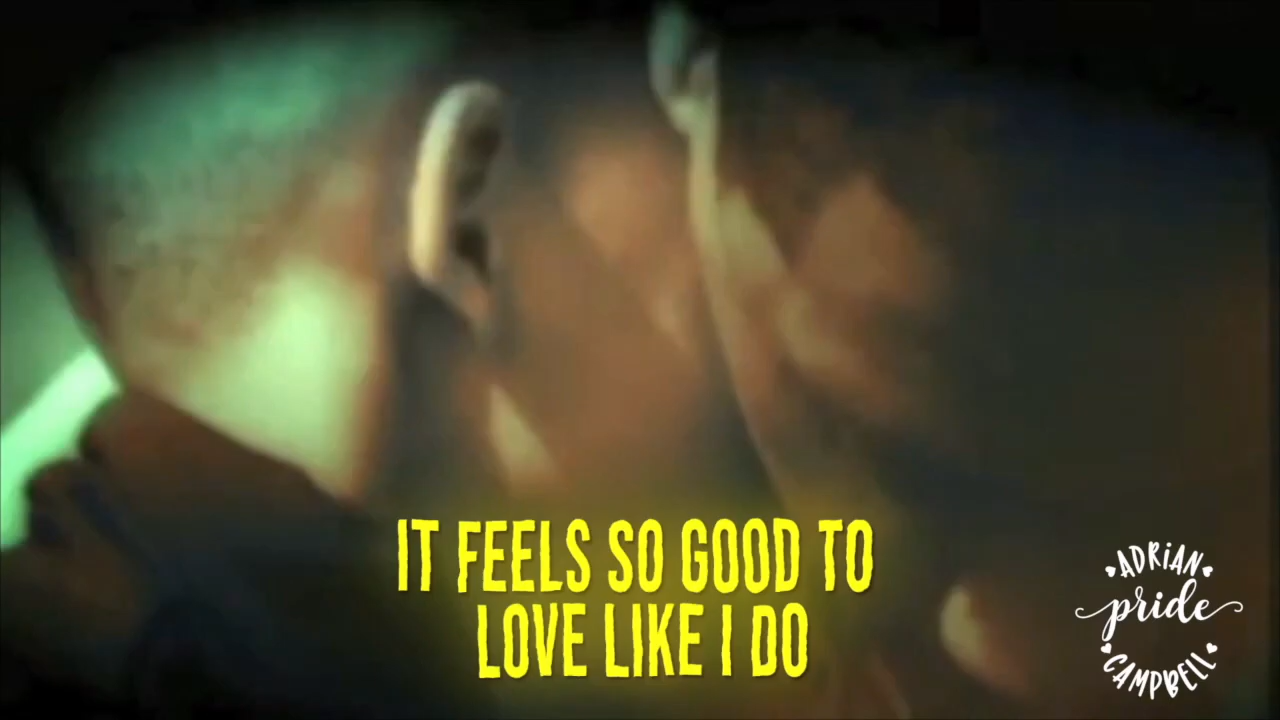 IT FEELS SO GOOD TO
LOVE LIKE I DO
ADRIAN
pride
CAMPBELL